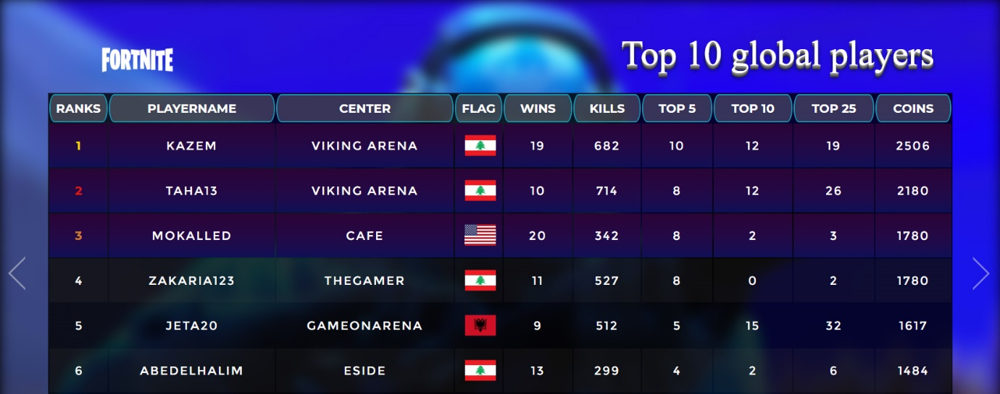 FORTNITE
Top 10 global players
RANKS PLAYERNAME CENTER FLAG WINS KILLS TOP 5 TOP 10 TOP 25 COINS
1 KAZEM VIKING ARENA 19 682 10 12 19 2506
2 TAHA13 VIKING ARENA 10 714 8 12 26 2180
3 MOKALLED CAFE 20 342 8 2 3 1780
4 ZAKARIA123 THEGAMER 11 527 8 0 2 1780
5 JETA20 GAMEONARENA 9 512 5 15 32 1617
6 ABEDELHALIM ESIDE 13 299 4 2 6 1484